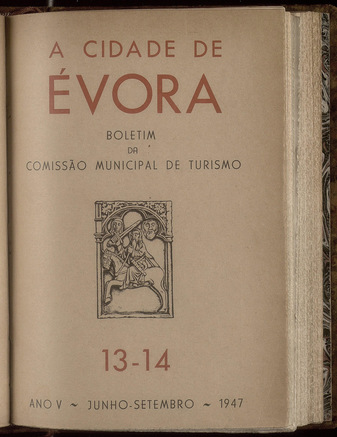 A CIDADE DE
ÉVORA
BOLETIM
DA
COMISSÃO MUNICIPAL DE TURISMO
13-14
ANO V ~ JUNHO-SETEMBRO ~ 1947